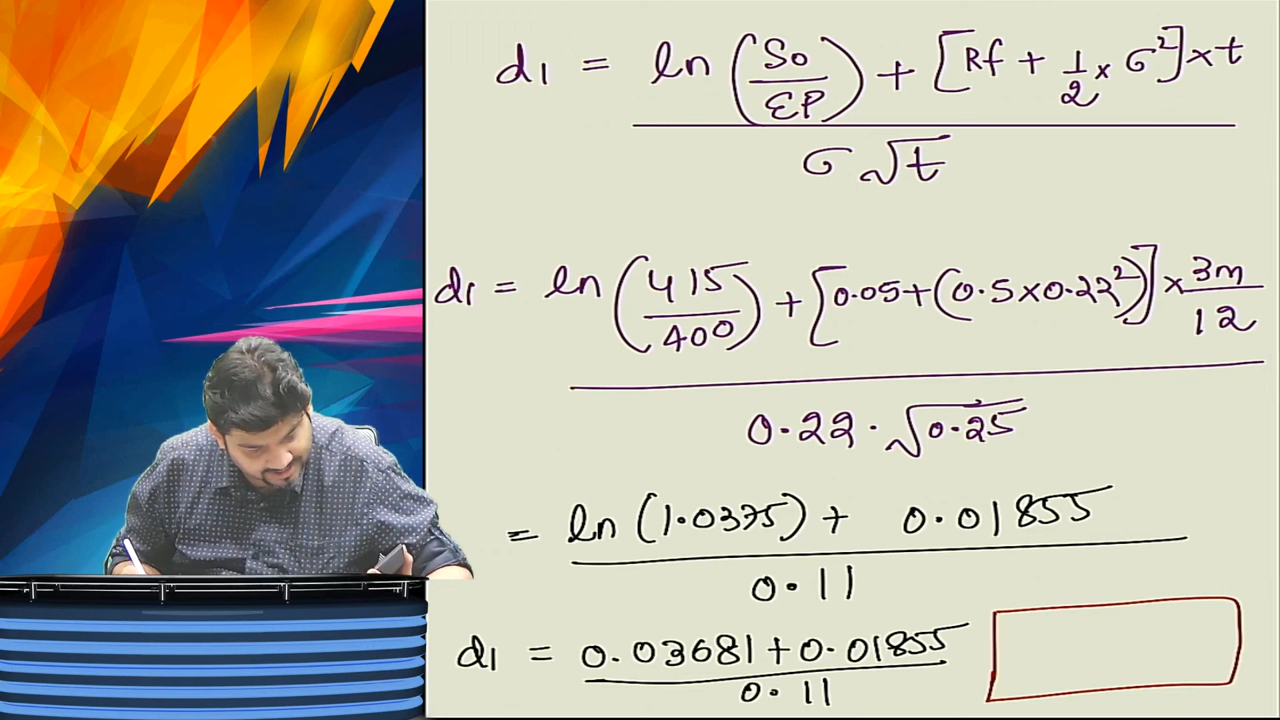 d1 = ln (So/EP) + [Rf + 1/2 × σ²] × t
σ √t
d1 = ln (415/400) + [0.05+(0.5×0.22²)] × 3m/12
0.22 · √0.25
= ln (1.0375) + 0.01855
0.11
d1 = 0.03681+0.01855
0.11